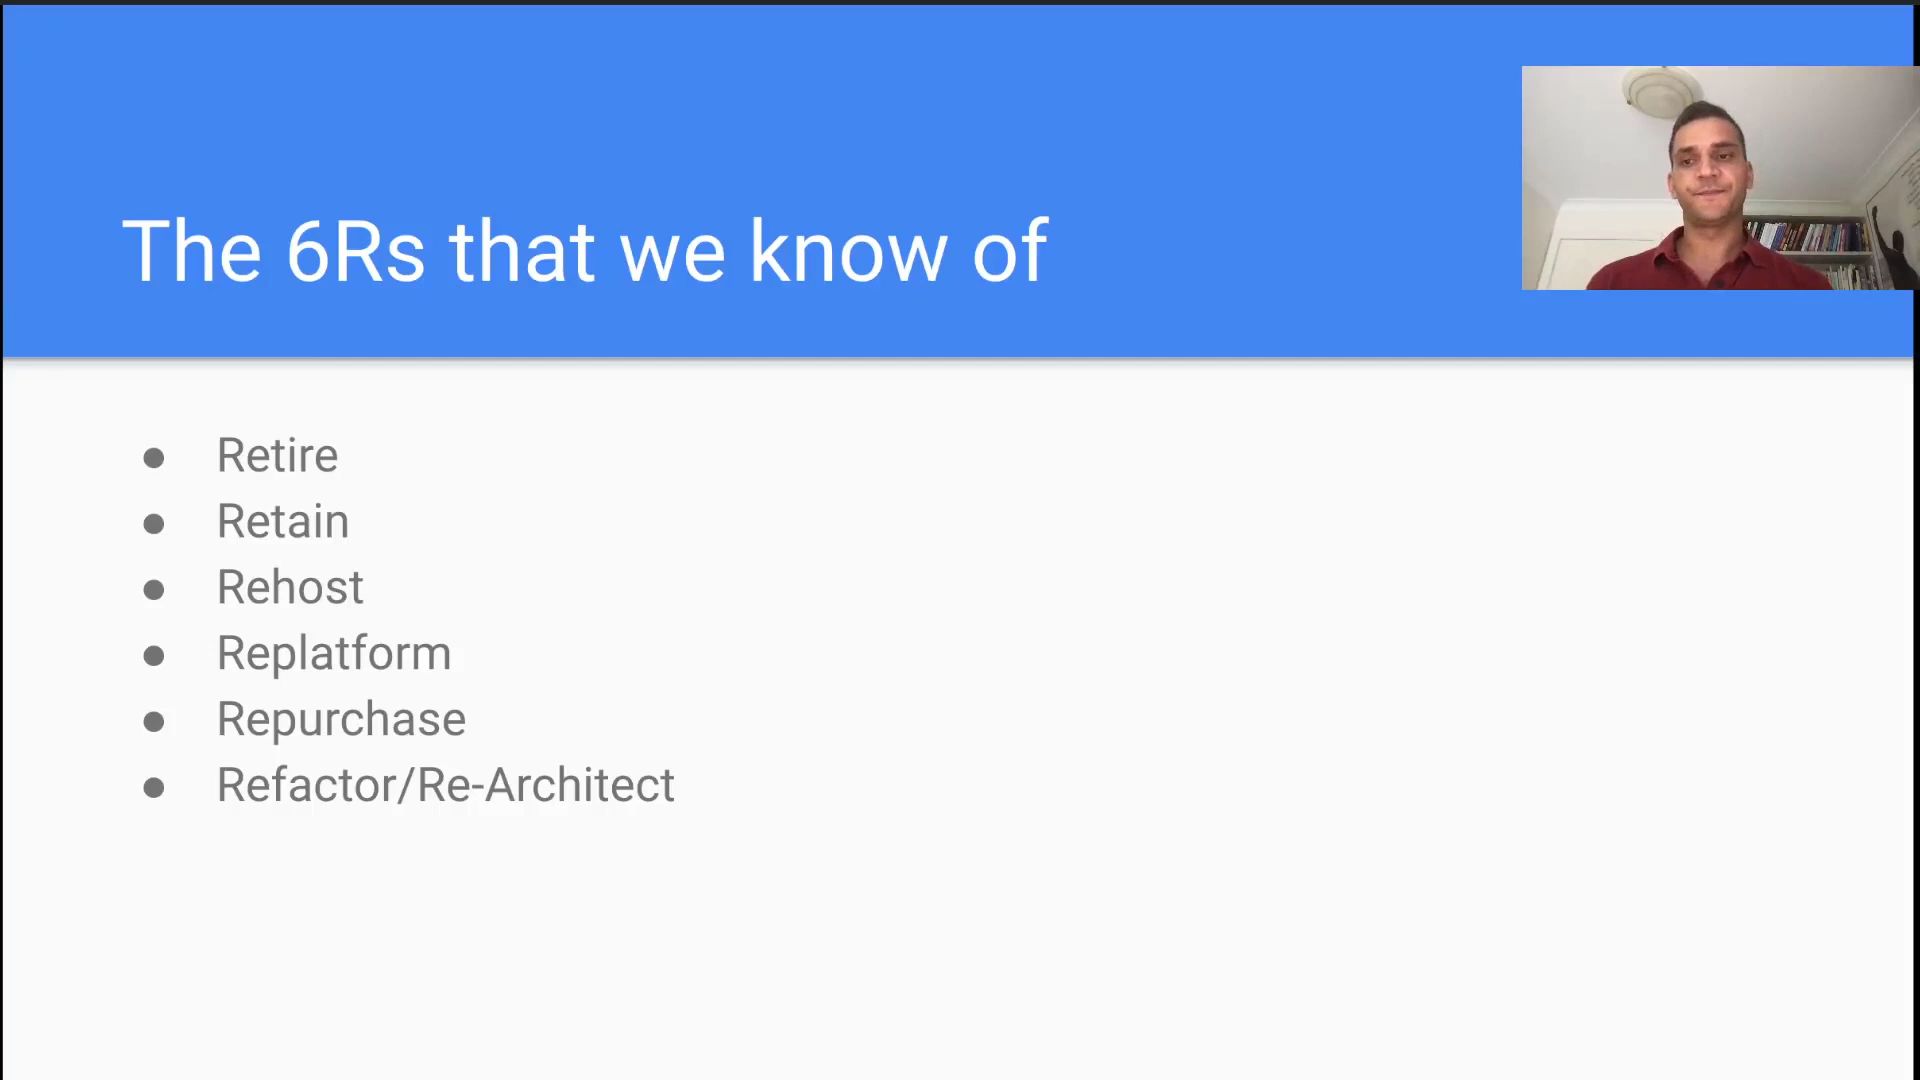 The 6Rs that we know of
● Retire
● Retain
● Rehost
● Replatform
● Repurchase
● Refactor/Re-Architect